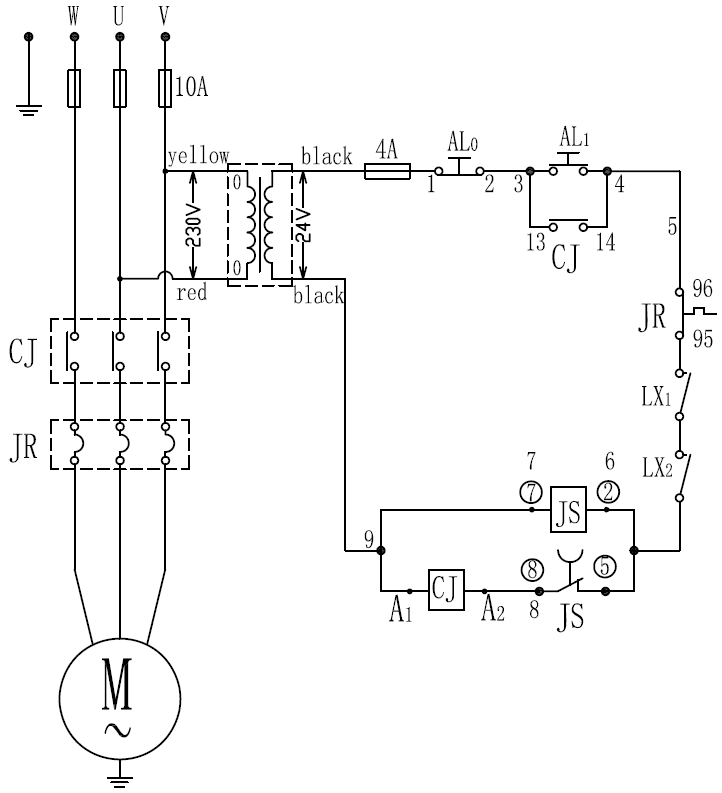 W U V
10A
yellow
black
4A
AL0
AL1
0
1
2
3
4
230V
24V
13
14
CJ
5
0
red
black
96
JR
95
CJ
LX1
JR
LX2
7
6
7
2
JS
9
CJ
8
5
A1
A2
8
JS
M
~